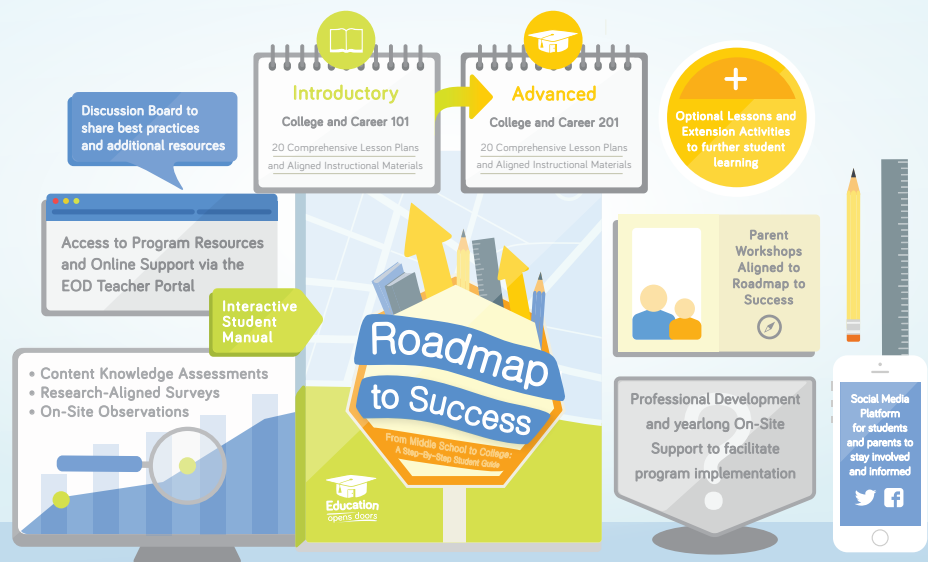 Introductory
College and Career 101
20 Comprehensive Lesson Plans
and Aligned Instructional Materials
Advanced
College and Career 201
20 Comprehensive Lesson Plans
and Aligned Instructional Materials
Optional Lessons and
Extension Activities
to further student
learning
Discussion Board to
share best practices
and additional resources
Access to Program Resources
and Online Support via the
EOD Teacher Portal
Interactive
Student
Manual
• Content Knowledge Assessments
• Research-Aligned Surveys
• On-Site Observations
Roadmap
to Success
From Middle School to College:
A Step-By-Step Student Guide
Education
opens doors
Parent
Workshops
Aligned to
Roadmap to
Success
Professional Development
and yearlong On-Site
Support to facilitate
program implementation
Social Media
Platform
for students
and parents to
stay involved
and informed